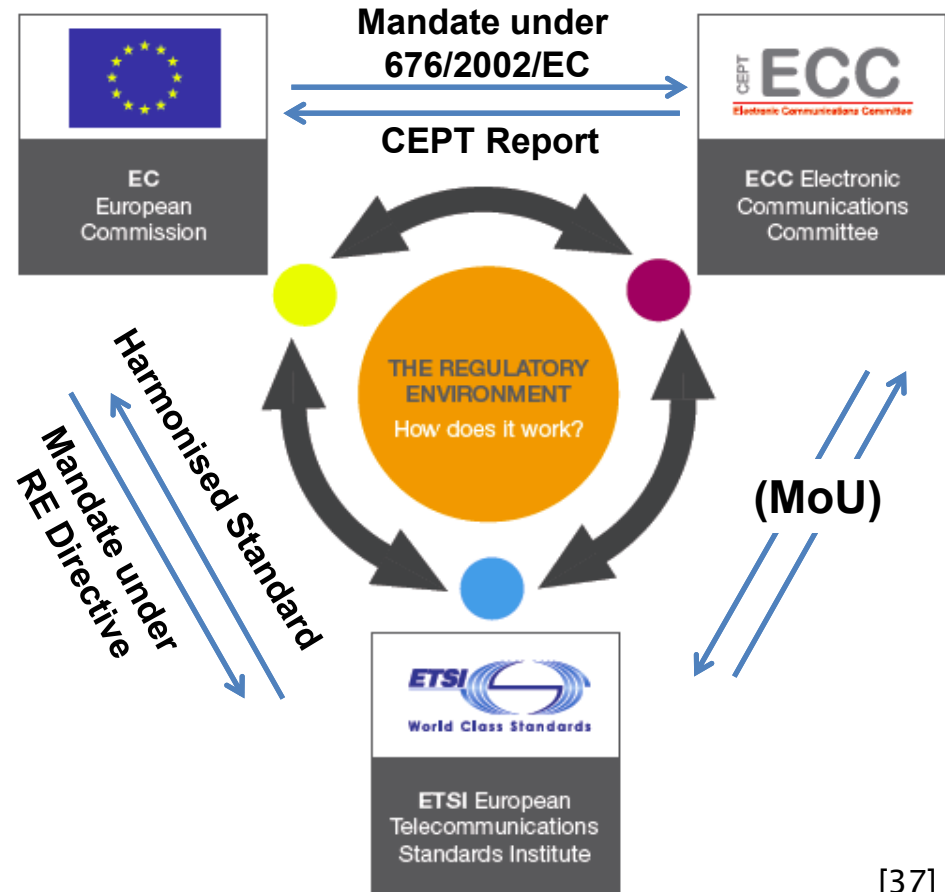 Mandate under
676/2002/EC
CEPT Report
EC
European
Commission
CEPT
ECC
Electronic Communications Committee
ECC Electronic
Communications
Committee
THE REGULATORY
ENVIRONMENT
How does it work?
Harmonised Standard
Mandate under
RE Directive
(MoU)
ETSI
World Class Standards
ETSI European
Telecommunications
Standards Institute
[37]